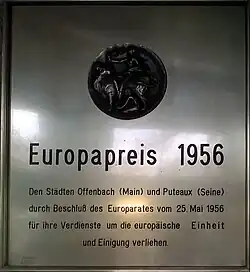 Europapreis 1956
Den Städten Offenbach (Main) und Puteaux (Seine)
durch Beschluß des Europarates vom 25. Mai 1956
für ihre Verdienste um die europäische Einheit
und Einigung verliehen.